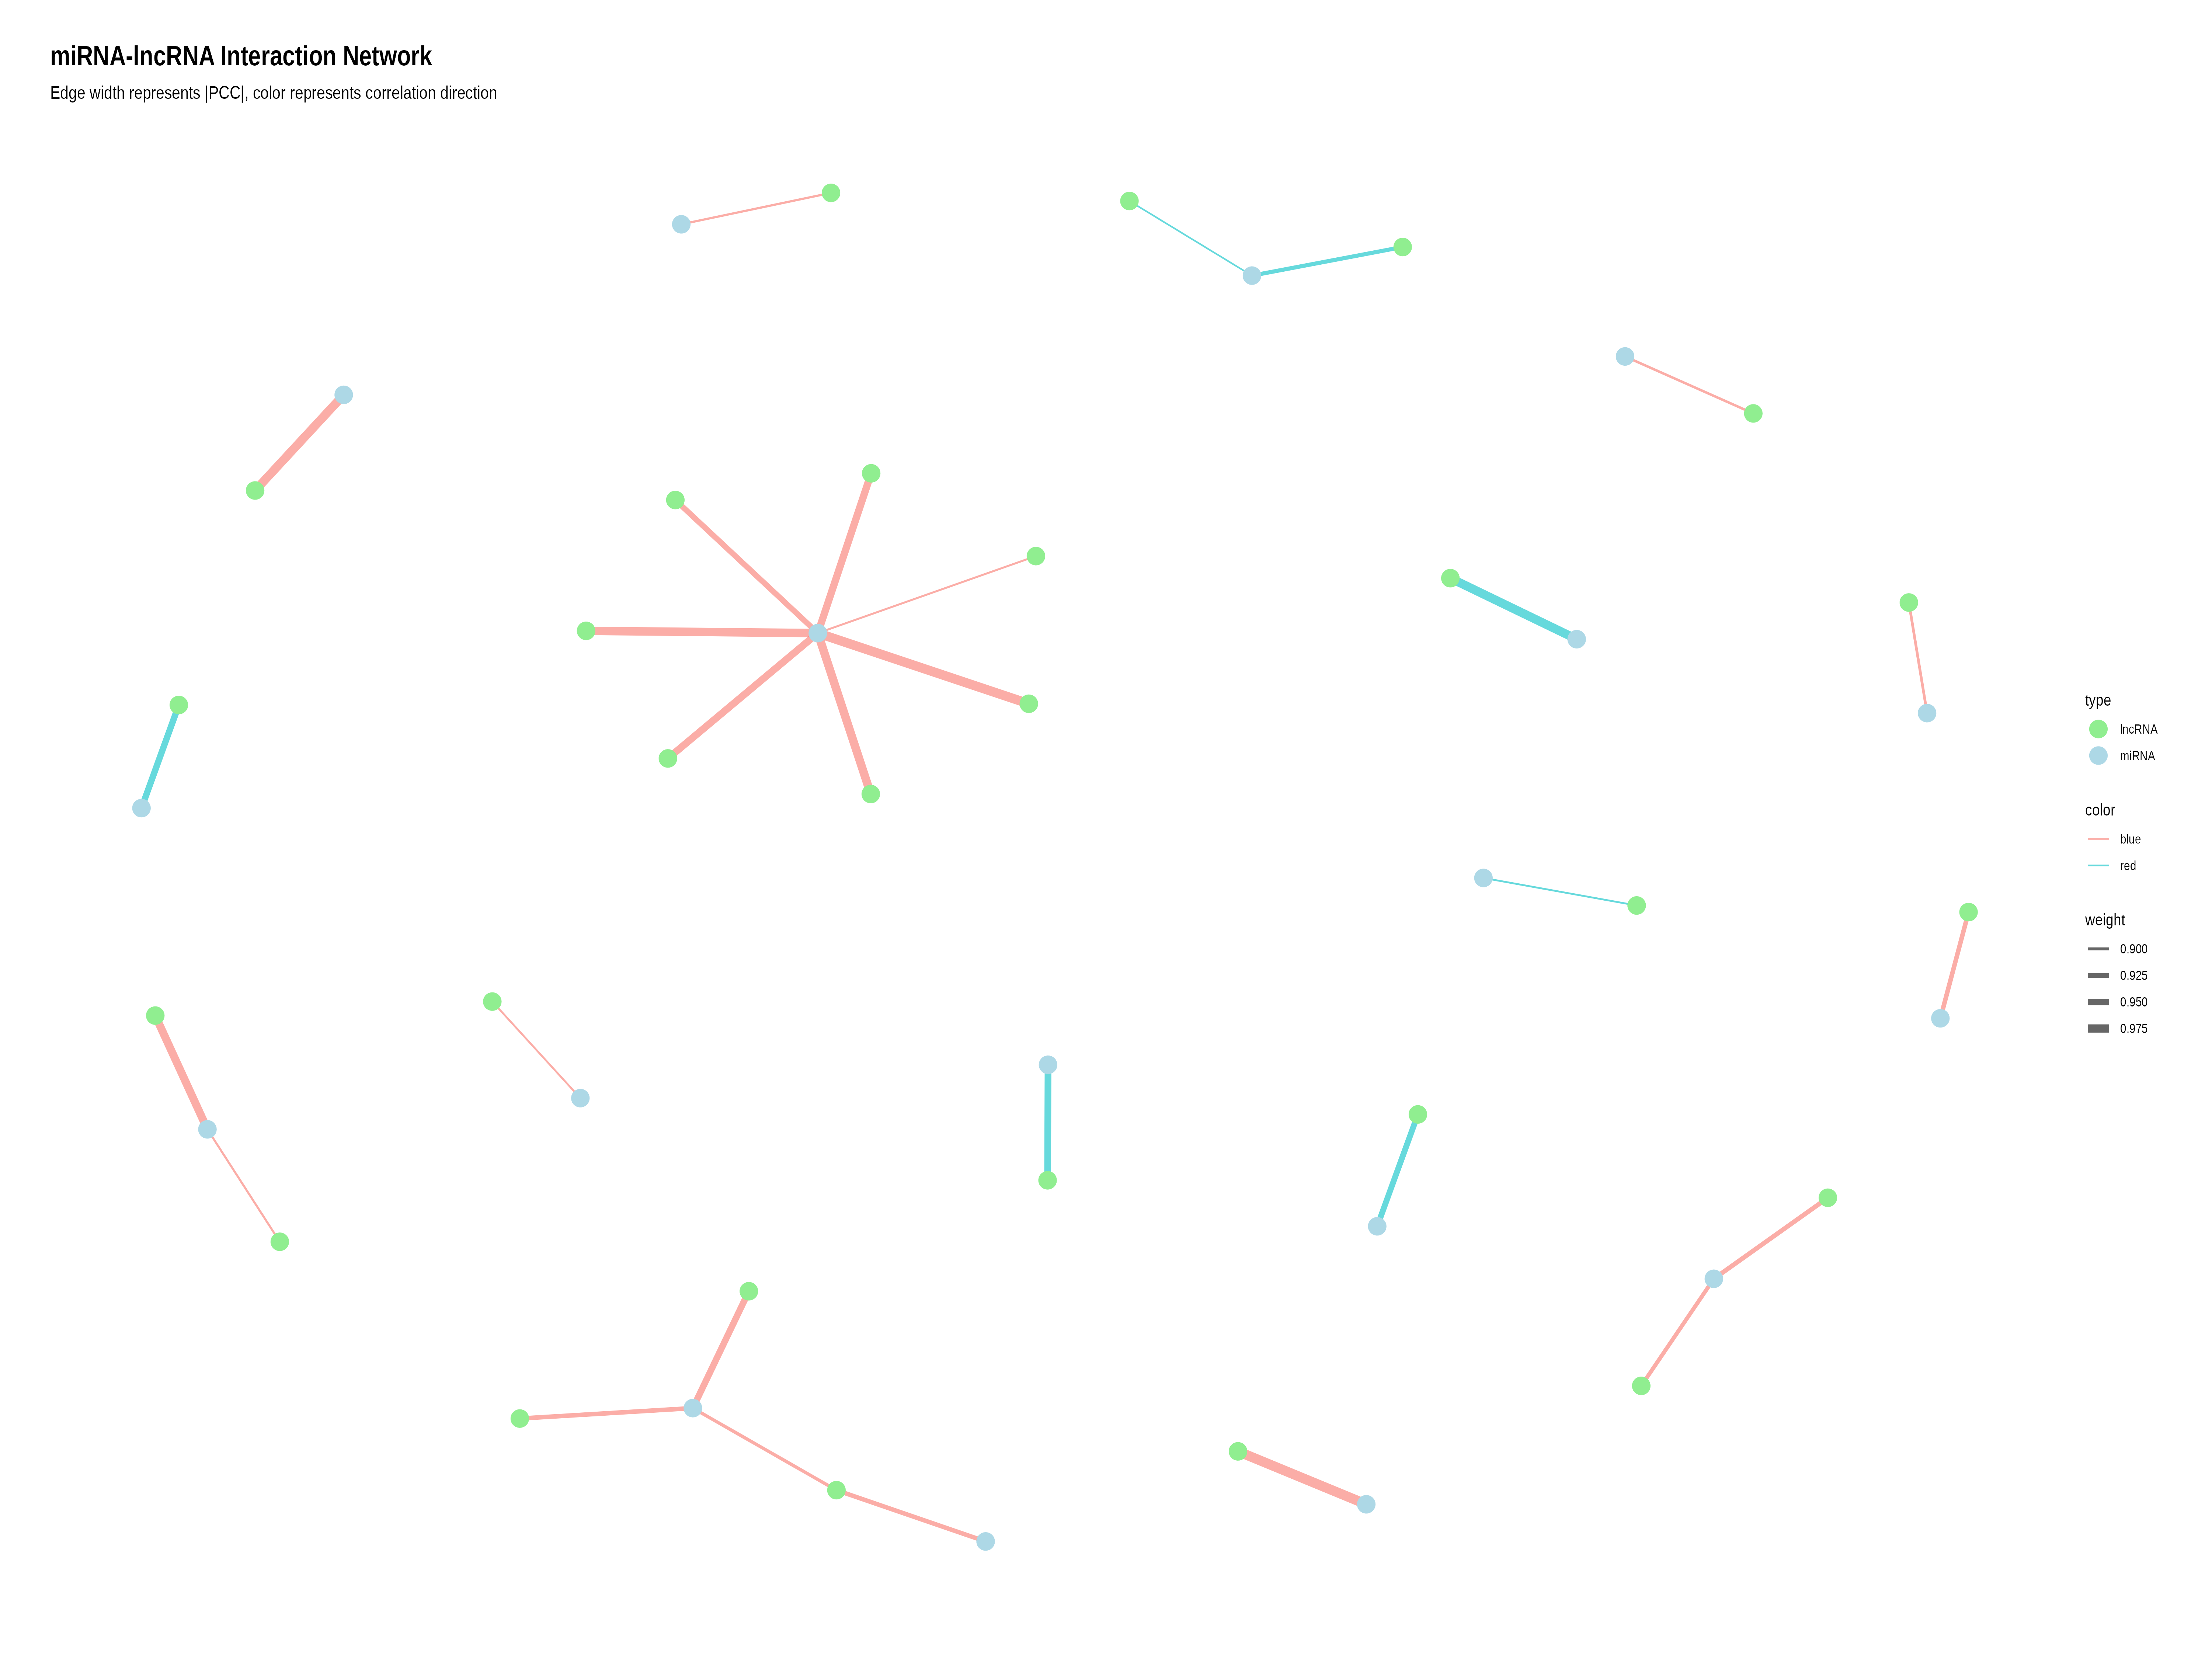 miRNA-lncRNA Interaction Network
Edge width represents |PCC|, color represents correlation direction
type
lncRNA
miRNA
color
blue
red
weight
0.900
0.925
0.950
0.975